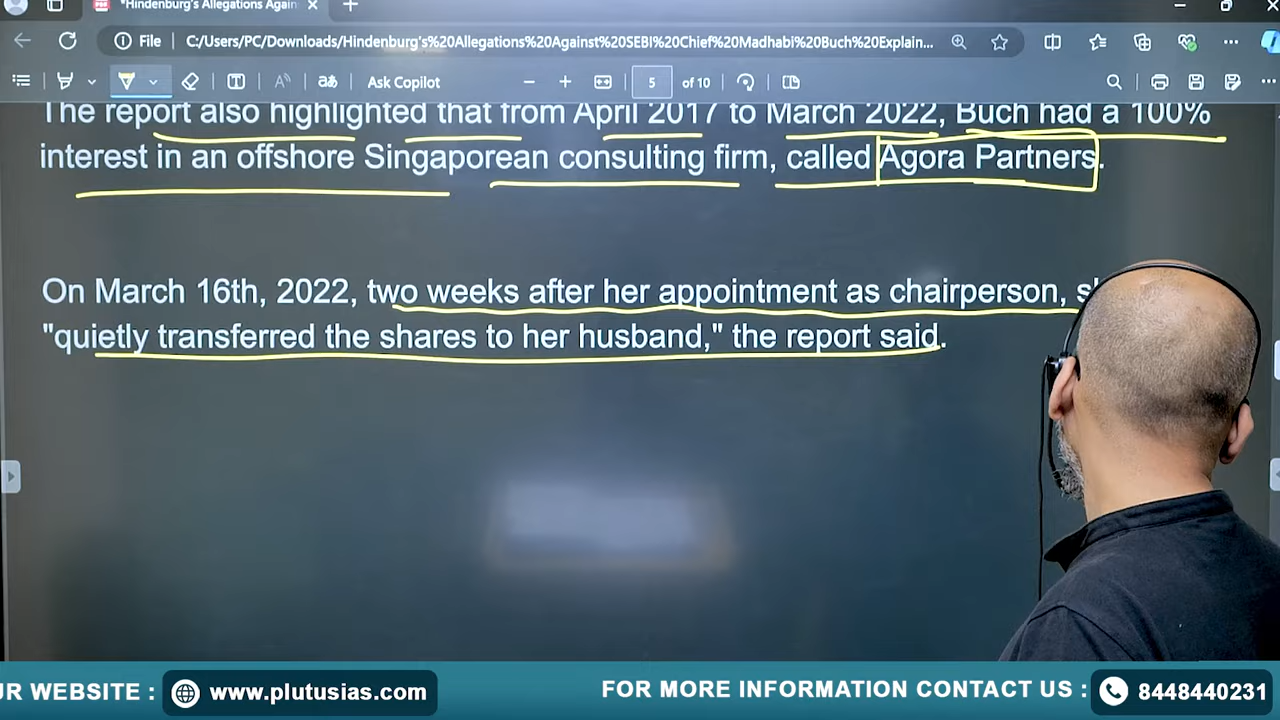 "Hindenburg's Allegations Again
File
C:/Users/PC/Downloads/Hindenburg's%20Allegations%20Against%20SEBI%20Chief%20Madhabi%20Buch%20Explain...
Ask Copilot
5 of 10
The report also highlighted that from April 2017 to March 2022, Buch had a 100%
interest in an offshore Singaporean consulting firm, called Agora Partners.
On March 16th, 2022, two weeks after her appointment as chairperson,
"quietly transferred the shares to her husband," the report said.
UR WEBSITE : www.plutusias.com
FOR MORE INFORMATION CONTACT US : 8448440231